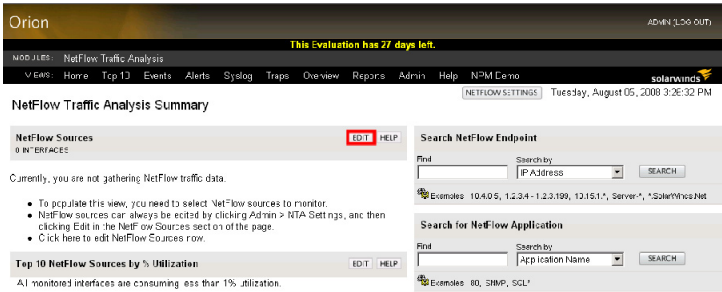 Orion
ADMIN (LOG OUT)
This Evaluation has 27 days left.
MODULES: NetFlow Traffic Analysis
VIEWS: Home Top 10 Events Alerts Syslog Traps Overview Reports Admin Help NPM Demo
solarwinds
NETFLOW SETTINGS Tuesday, August 05, 2008 3:26:32 PM
NetFlow Traffic Analysis Summary
NetFlow Sources EDIT HELP
0 INTERFACES
Currently, you are not gathering NetFlow traffic data.
To populate this view, you need to select NetFlow sources to monitor.
NetFlow sources can always be edited by clicking Admin > NTA Settings, and then
clicking Edit in the NetFlow Sources section of the page.
Click here to edit NetFlow Sources now.
Top 10 NetFlow Sources by % Utilization EDIT HELP
All monitored interfaces are consuming less than 1% utilization.
Search NetFlow Endpoint
Find Search by
IP Address SEARCH
Examples 10.4.0.5, 1.2.3.4 - 1.2.3.199, 10.15.1.*, Server-*, *.SolarWinds.Net
Search for NetFlow Application
Find Search by
Application Name SEARCH
Examples 80, SNMP, SQL*